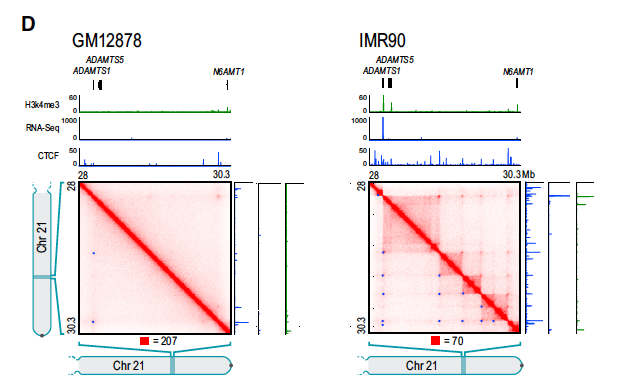 D
GM12878
IMR90
ADAMTS5
ADAMTS1
N6AMT1
ADAMTS5
ADAMTS1
N6AMT1
H3k4me3
60
0
60
0
RNA-Seq
1000
0
1000
0
CTCF
50
0
50
0
28
30.3
28
30.3 Mb
28
30.3
Chr 21
28
30.3
= 207
= 70
Chr 21
Chr 21